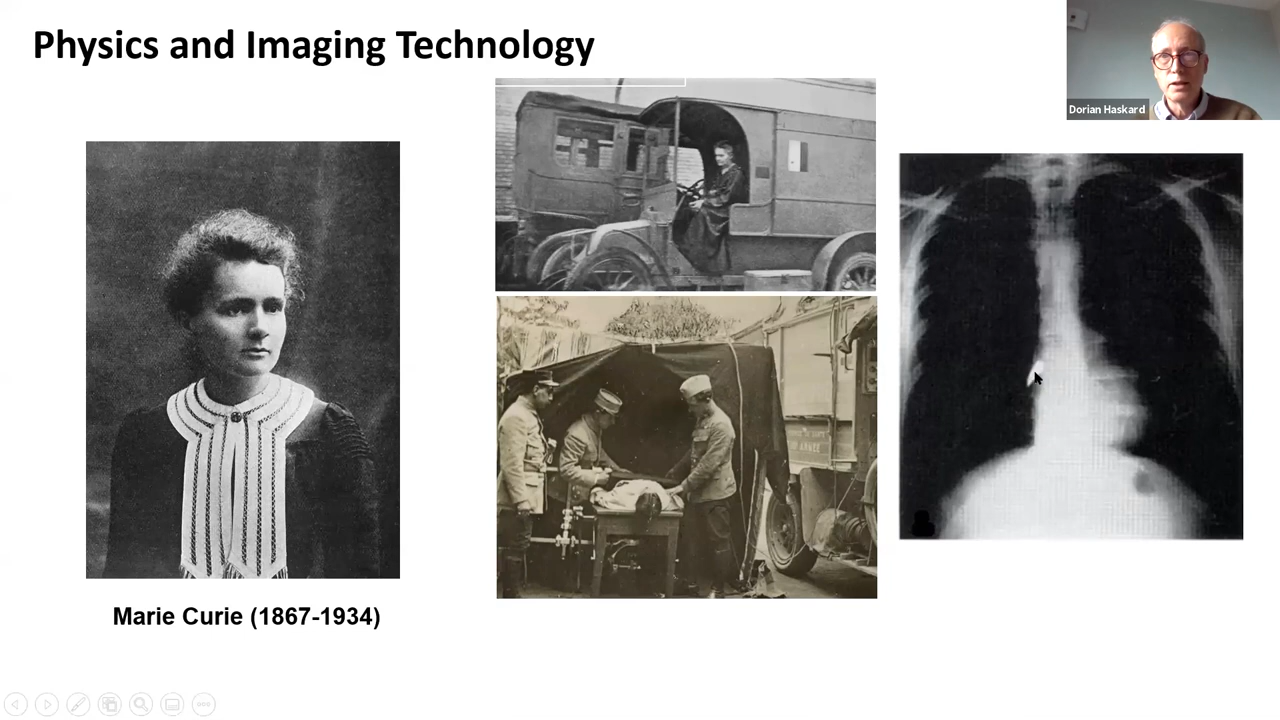 Physics and Imaging Technology
Dorian Haskard
Marie Curie (1867-1934)